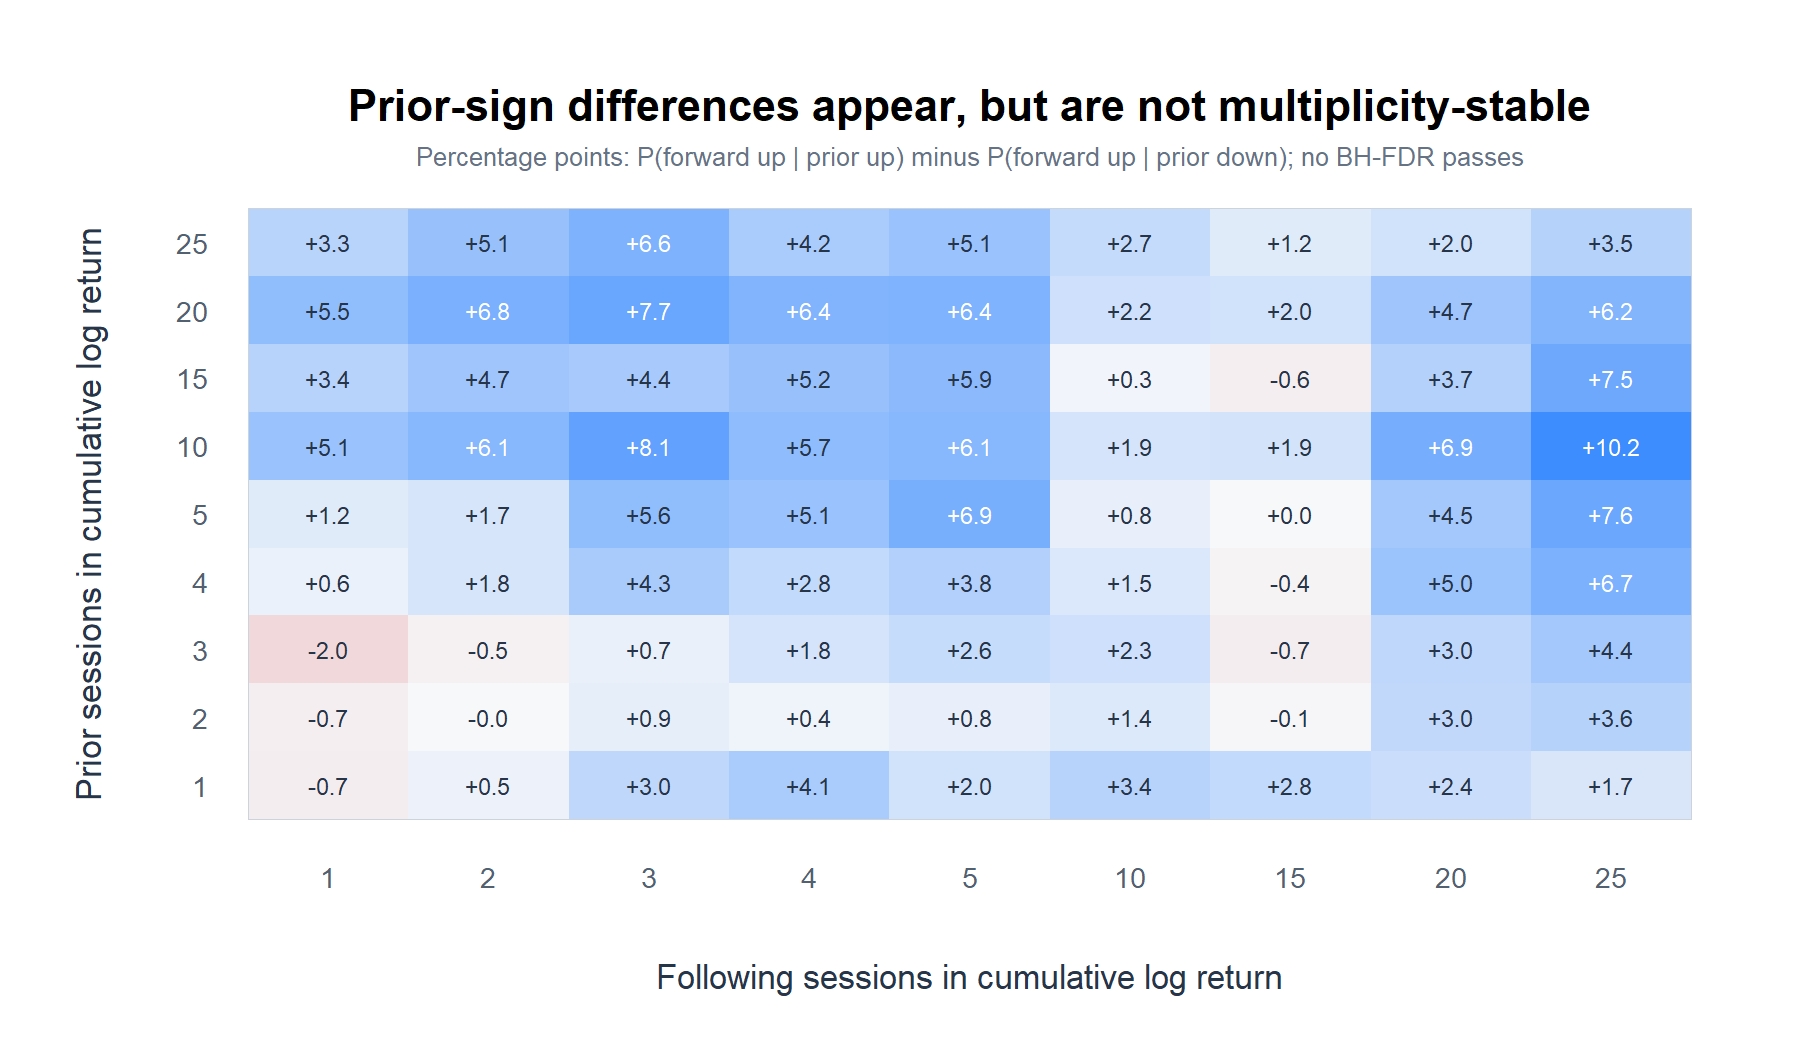 Prior-sign differences appear, but are not multiplicity-stable
Percentage points: P(forward up | prior up) minus P(forward up | prior down); no BH-FDR passes
Prior sessions in cumulative log return
25 +3.3 +5.1 +6.6 +4.2 +5.1 +2.7 +1.2 +2.0 +3.5
20 +5.5 +6.8 +7.7 +6.4 +6.4 +2.2 +2.0 +4.7 +6.2
15 +3.4 +4.7 +4.4 +5.2 +5.9 +0.3 -0.6 +3.7 +7.5
10 +5.1 +6.1 +8.1 +5.7 +6.1 +1.9 +1.9 +6.9 +10.2
5 +1.2 +1.7 +5.6 +5.1 +6.9 +0.8 +0.0 +4.5 +7.6
4 +0.6 +1.8 +4.3 +2.8 +3.8 +1.5 -0.4 +5.0 +6.7
3 -2.0 -0.5 +0.7 +1.8 +2.6 +2.3 -0.7 +3.0 +4.4
2 -0.7 -0.0 +0.9 +0.4 +0.8 +1.4 -0.1 +3.0 +3.6
1 -0.7 +0.5 +3.0 +4.1 +2.0 +3.4 +2.8 +2.4 +1.7
1 2 3 4 5 10 15 20 25
Following sessions in cumulative log return